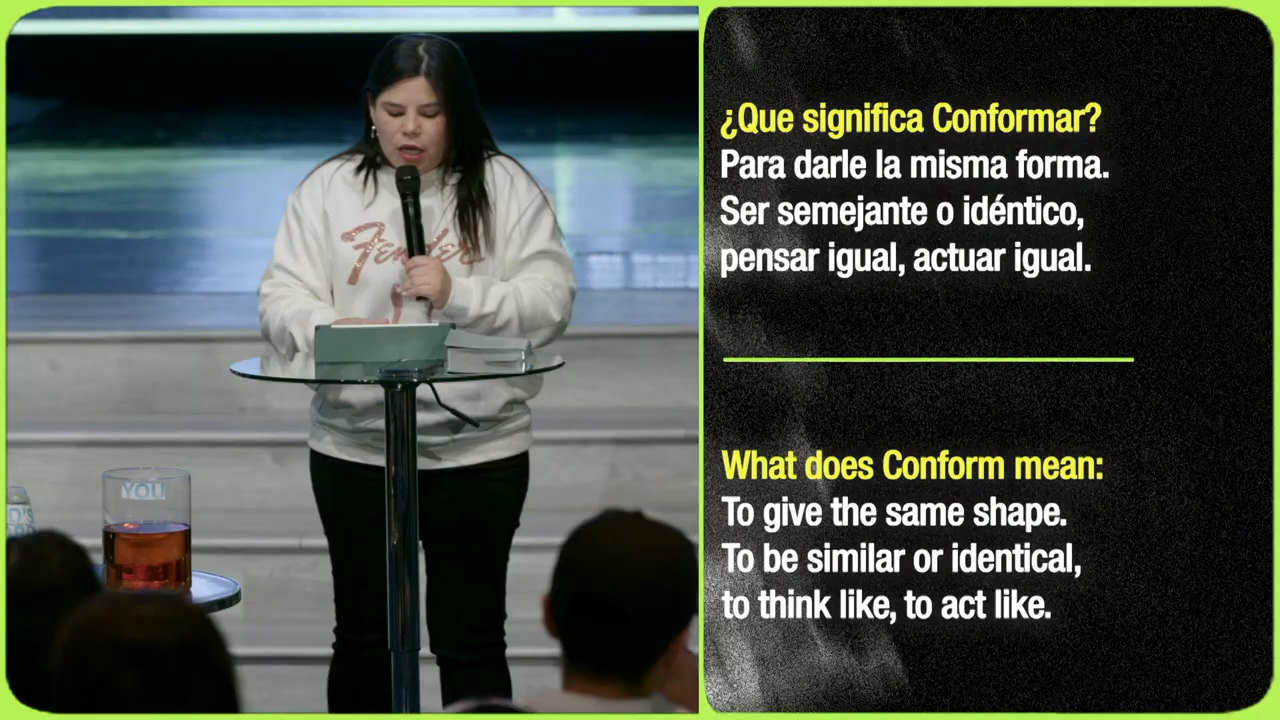 Fender
YOU
¿Que significa Conformar?
Para darle la misma forma.
Ser semejante o idéntico,
pensar igual, actuar igual.
What does Conform mean:
To give the same shape.
To be similar or identical,
to think like, to act like.